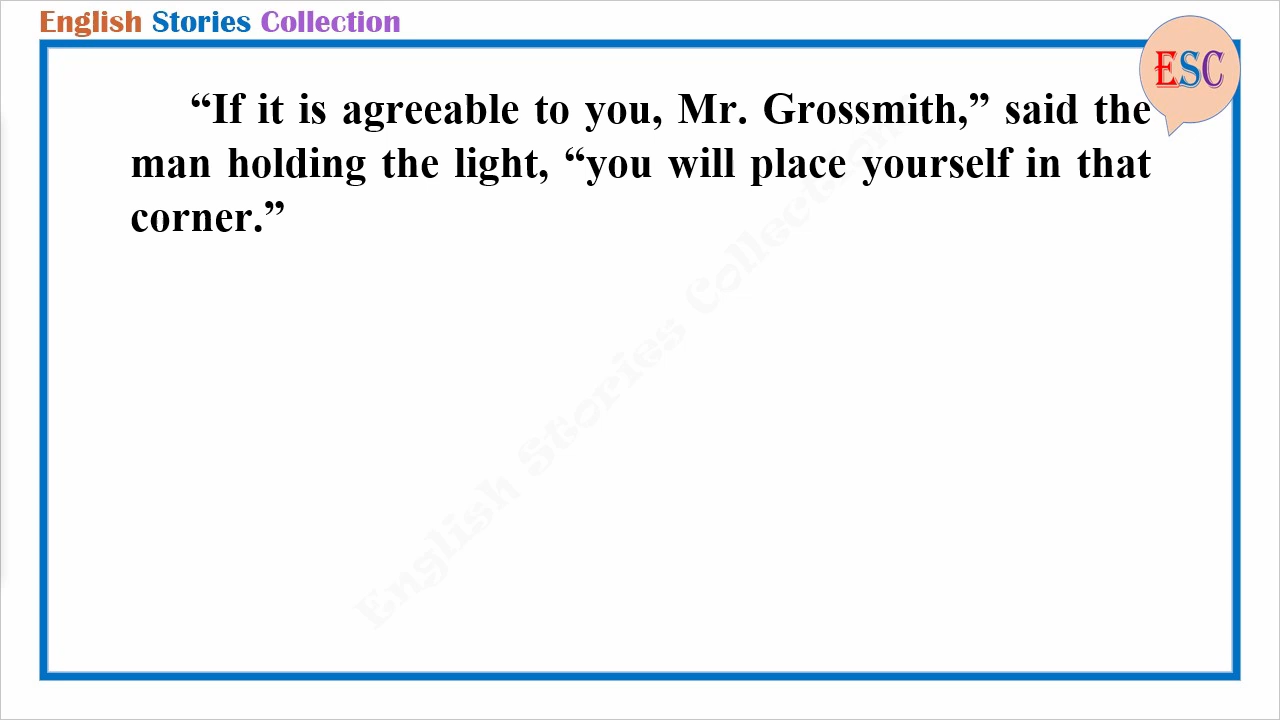 English Stories Collection
ESC
“If it is agreeable to you, Mr. Grossmith,” said the
man holding the light, “you will place yourself in that
corner.”
English Stories Collection